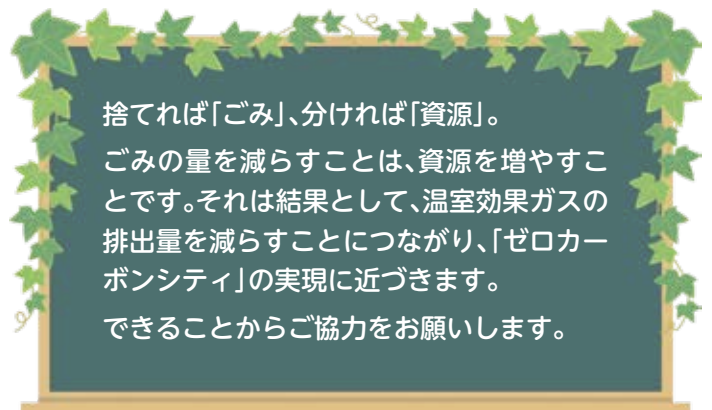 捨てれば「ごみ」、分ければ「資源」。
ごみの量を減らすことは、資源を増やすこ
とです。それは結果として、温室効果ガスの
排出量を減らすことにつながり、「ゼロカー
ボンシティ」の実現に近づきます。
できることからご協力をお願いします。